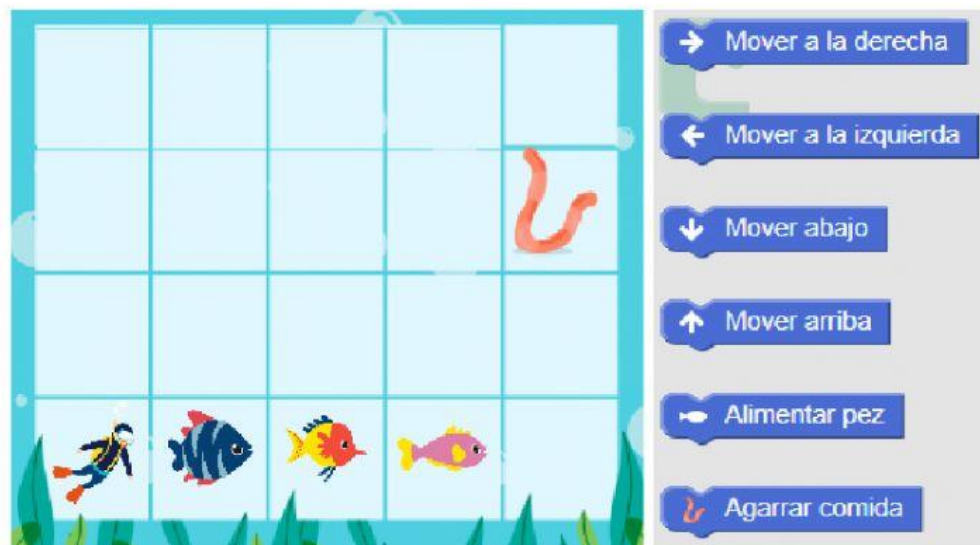 Mover a la derecha
Mover a la izquierda
Mover abajo
Mover arriba
Alimentar pez
Agarrar comida